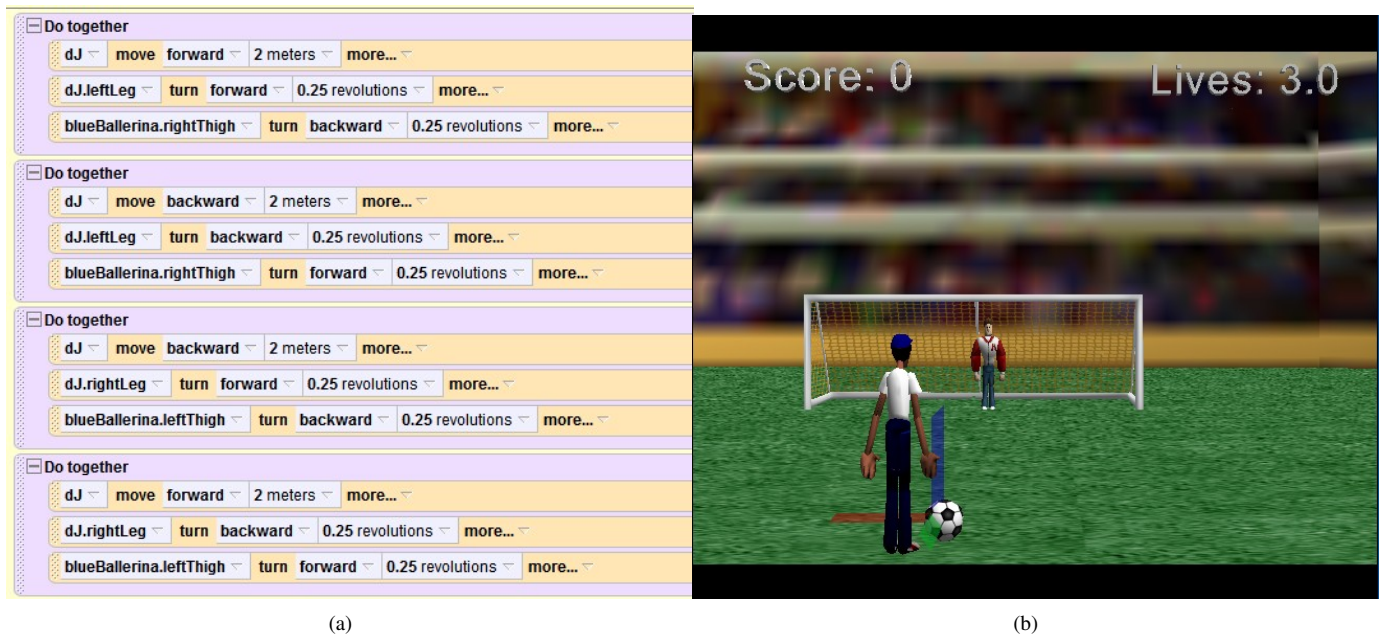 Do together
dJ move forward 2 meters more...
dJ.leftLeg turn forward 0.25 revolutions more...
blueBallerina.rightThigh turn backward 0.25 revolutions more...
Do together
dJ move backward 2 meters more...
dJ.leftLeg turn backward 0.25 revolutions more...
blueBallerina.rightThigh turn forward 0.25 revolutions more...
Do together
dJ move backward 2 meters more...
dJ.rightLeg turn forward 0.25 revolutions more...
blueBallerina.leftThigh turn backward 0.25 revolutions more...
Do together
dJ move forward 2 meters more...
dJ.rightLeg turn backward 0.25 revolutions more...
blueBallerina.leftThigh turn forward 0.25 revolutions more...
(a)
Score: 0 Lives: 3.0
(b)